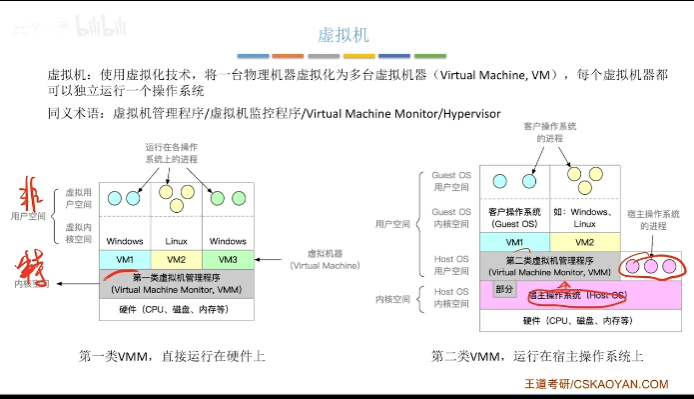 bilibili
虚拟机
虚拟机：使用虚拟化技术，将一台物理机器虚拟化为多台虚拟机器（Virtual Machine, VM），每个虚拟机器都
可以独立运行一个操作系统
同义术语：虚拟机管理程序/虚拟机监控程序/Virtual Machine Monitor/Hypervisor
运行在各操作
系统上的进程
非
虚拟用
户空间
用户空间
虚拟内
核空间
Windows
Linux
Windows
VM1
VM2
VM3
虚拟机器
（Virtual Machine）
特
内核空间
第一类虚拟机管理程序
(Virtual Machine Monitor, VMM)
硬件（CPU、磁盘、内存等）
第一类VMM，直接运行在硬件上
客户操作系统
的进程
Guest OS
用户空间
用户空间
Guest OS
内核空间
客户操作系统
(Guest OS)
如：Windows、
Linux
宿主操作系统
的进程
VM1
VM2
Host OS
用户空间
第二类虚拟机管理程序
(Virtual Machine Monitor, VMM)
内核空间
Host OS
内核空间
部分
宿主操作系统（Host OS）
硬件（CPU、磁盘、内存等）
第二类VMM，运行在宿主操作系统上
王道考研/CSKAOYAN.COM